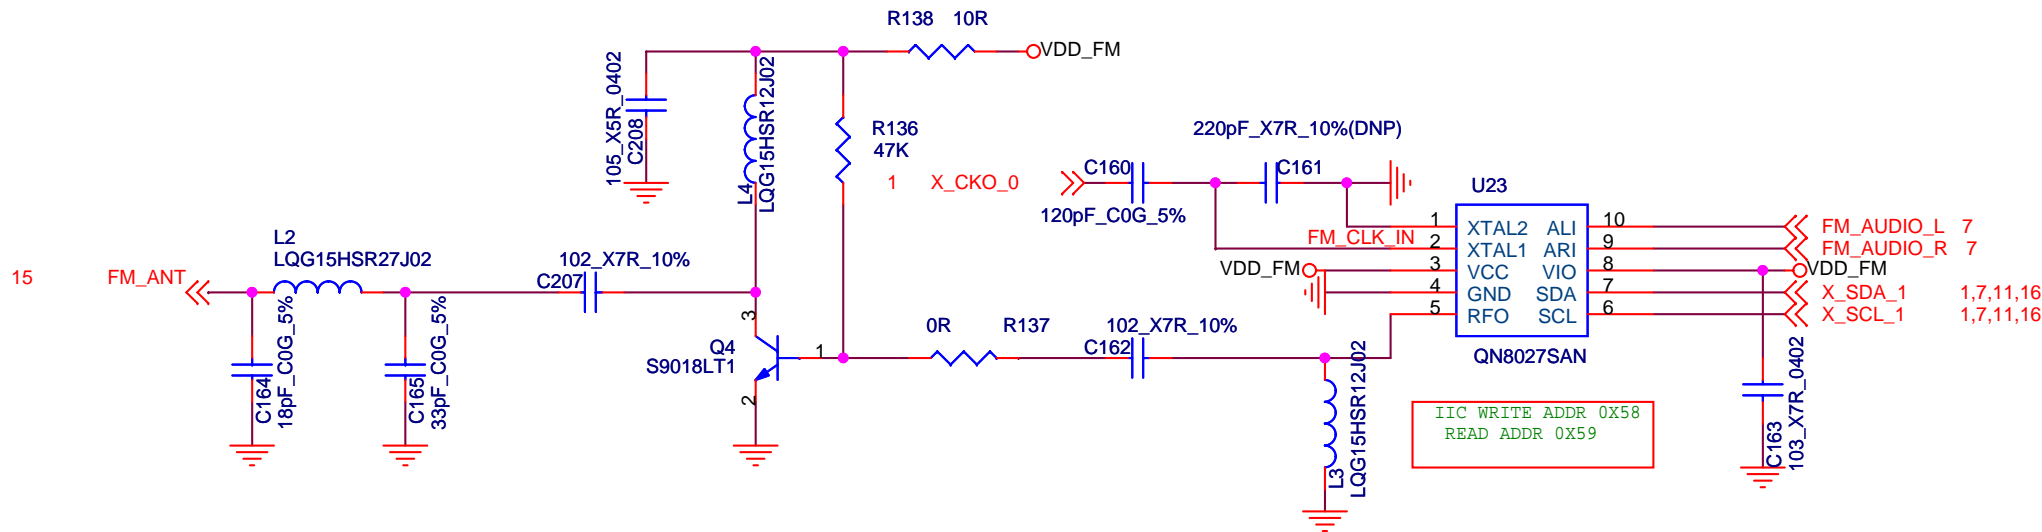 R138 10R
VDD_FM
105_X5R_0402
C208
L4
LQG15HSR12J02
R136
47K
1 X_CKO_0
220pF_X7R_10%(DNP)
C160
C161
120pF_C0G_5%
U23
FM_CLK_IN
VDD_FM
1 XTAL2 ALI 10
2 XTAL1 ARI 9
3 VCC VIO 8
4 GND SDA 7
5 RFO SCL 6
QN8027SAN
FM_AUDIO_L 7
FM_AUDIO_R 7
VDD_FM
X_SDA_1 1,7,11,16
X_SCL_1 1,7,11,16
15 FM_ANT
L2
LQG15HSR27J02
102_X7R_10%
C207
C164
18pF_C0G_5%
C165
33pF_C0G_5%
3
Q4
S9018LT1
1
2
0R R137
102_X7R_10%
C162
L3
LQG15HSR12J02
IIC WRITE ADDR 0X58
READ ADDR 0X59
C163
103_X7R_0402